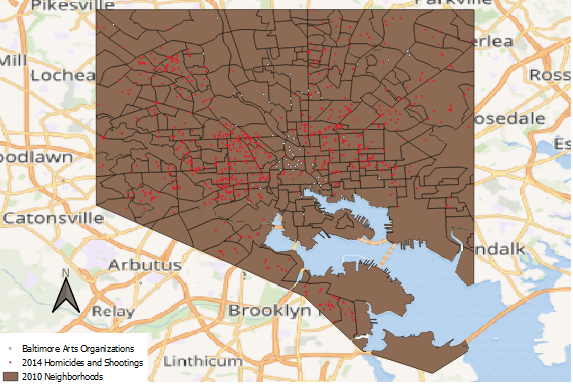 Pikesville
Parkville
erlea
Mill
Lochea
Ross
osedale
Es
oodlawn
Catonsville
ndalk
Arbutus
N
Relay
Brooklyn
Linthicum
Baltimore Arts Organizations
2014 Homicides and Shootings
2010 Neighborhoods